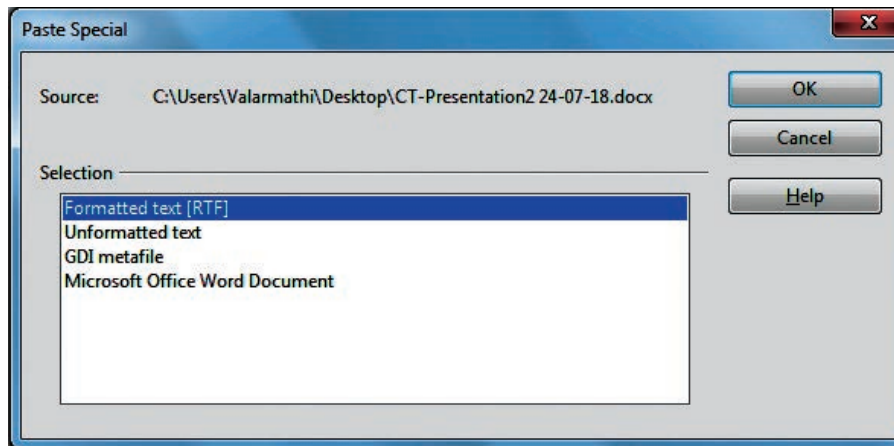 Paste Special
Source: C:\Users\Valarmathi\Desktop\CT-Presentation2 24-07-18.docx
OK
Cancel
Selection
Help
Formatted text [RTF]
Unformatted text
GDI metafile
Microsoft Office Word Document